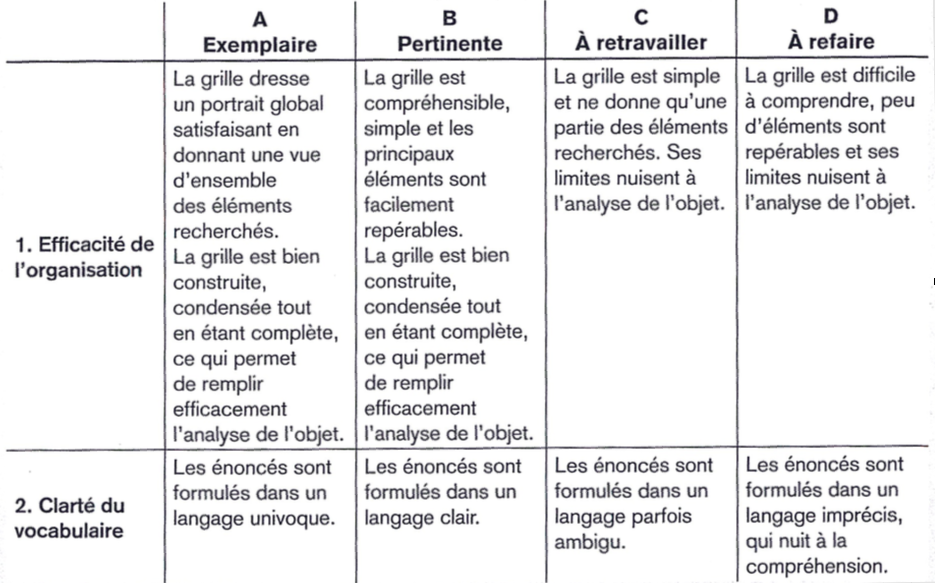 A
Exemplaire
B
Pertinente
C
À retravailler
D
À refaire
1. Efficacité de
l'organisation
La grille dresse
un portrait global
satisfaisant en
donnant une vue
d'ensemble
des éléments
recherchés.
La grille est bien
construite,
condensée tout
en étant complète,
ce qui permet
de remplir
efficacement
l'analyse de l'objet.
La grille est
compréhensible,
simple et les
principaux
éléments sont
facilement
repérables.
La grille est bien
construite,
condensée tout
en étant complète,
ce qui permet
de remplir
efficacement
l'analyse de l'objet.
La grille est simple
et ne donne qu'une
partie des éléments
recherchés. Ses
limites nuisent à
l'analyse de l'objet.
La grille est difficile
à comprendre, peu
d'éléments sont
repérables et ses
limites nuisent à
l'analyse de l'objet.
2. Clarté du
vocabulaire
Les énoncés sont
formulés dans un
langage univoque.
Les énoncés sont
formulés dans un
langage clair.
Les énoncés sont
formulés dans un
langage parfois
ambigu.
Les énoncés sont
formulés dans un
langage imprécis,
qui nuit à la
compréhension.